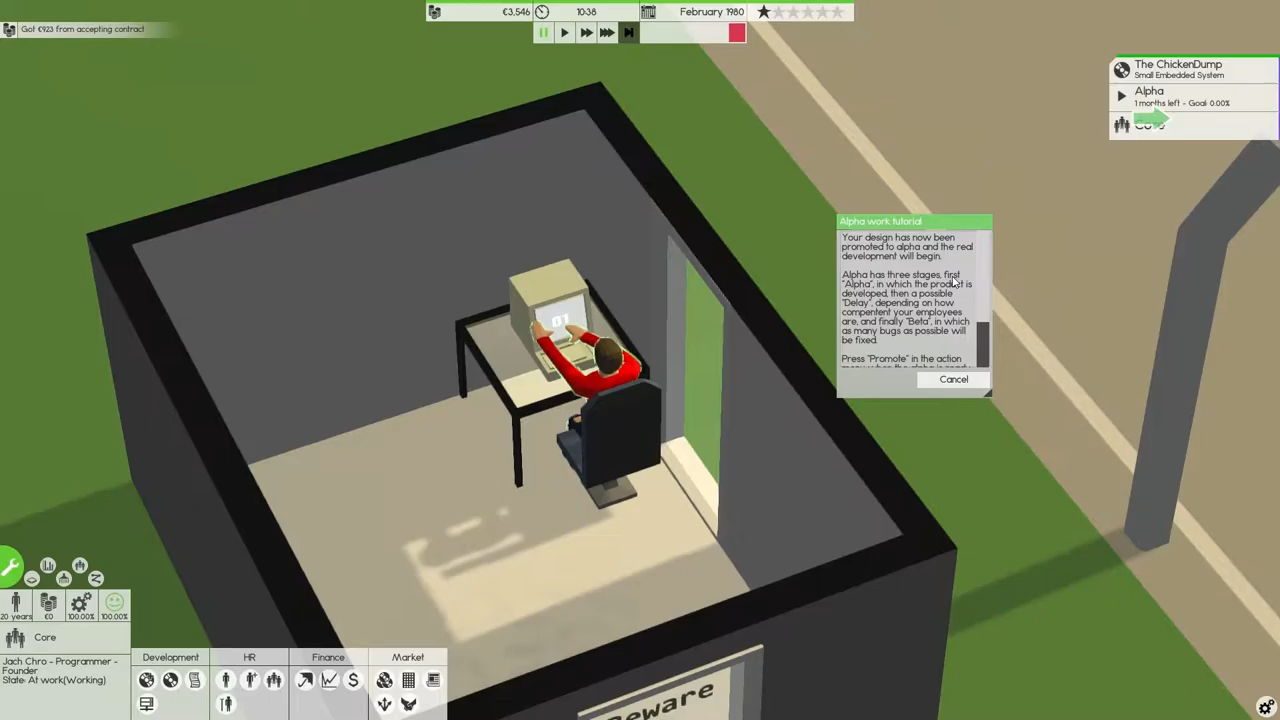 €3,546
10:38
February 1980
Got €923 from accepting contract
The ChickenDump
Small Embedded System
Alpha
1 months left - Goal: 0.00%
Core
Alpha work tutorial
Your design has now been
promoted to alpha and the real
development will begin.
Alpha has three stages, first
"Alpha", in which the product is
developed, then a possible
"Delay", depending on how
compentent your employees
are, and finally "Beta", in which
as many bugs as possible will
be fixed.
Press "Promote" in the action
Cancel
01
20 years
€0
100.00%
100.00%
Core
Jach Chro - Programmer -
Founder
State: At work(Working)
Development
HR
Finance
Market
Beware